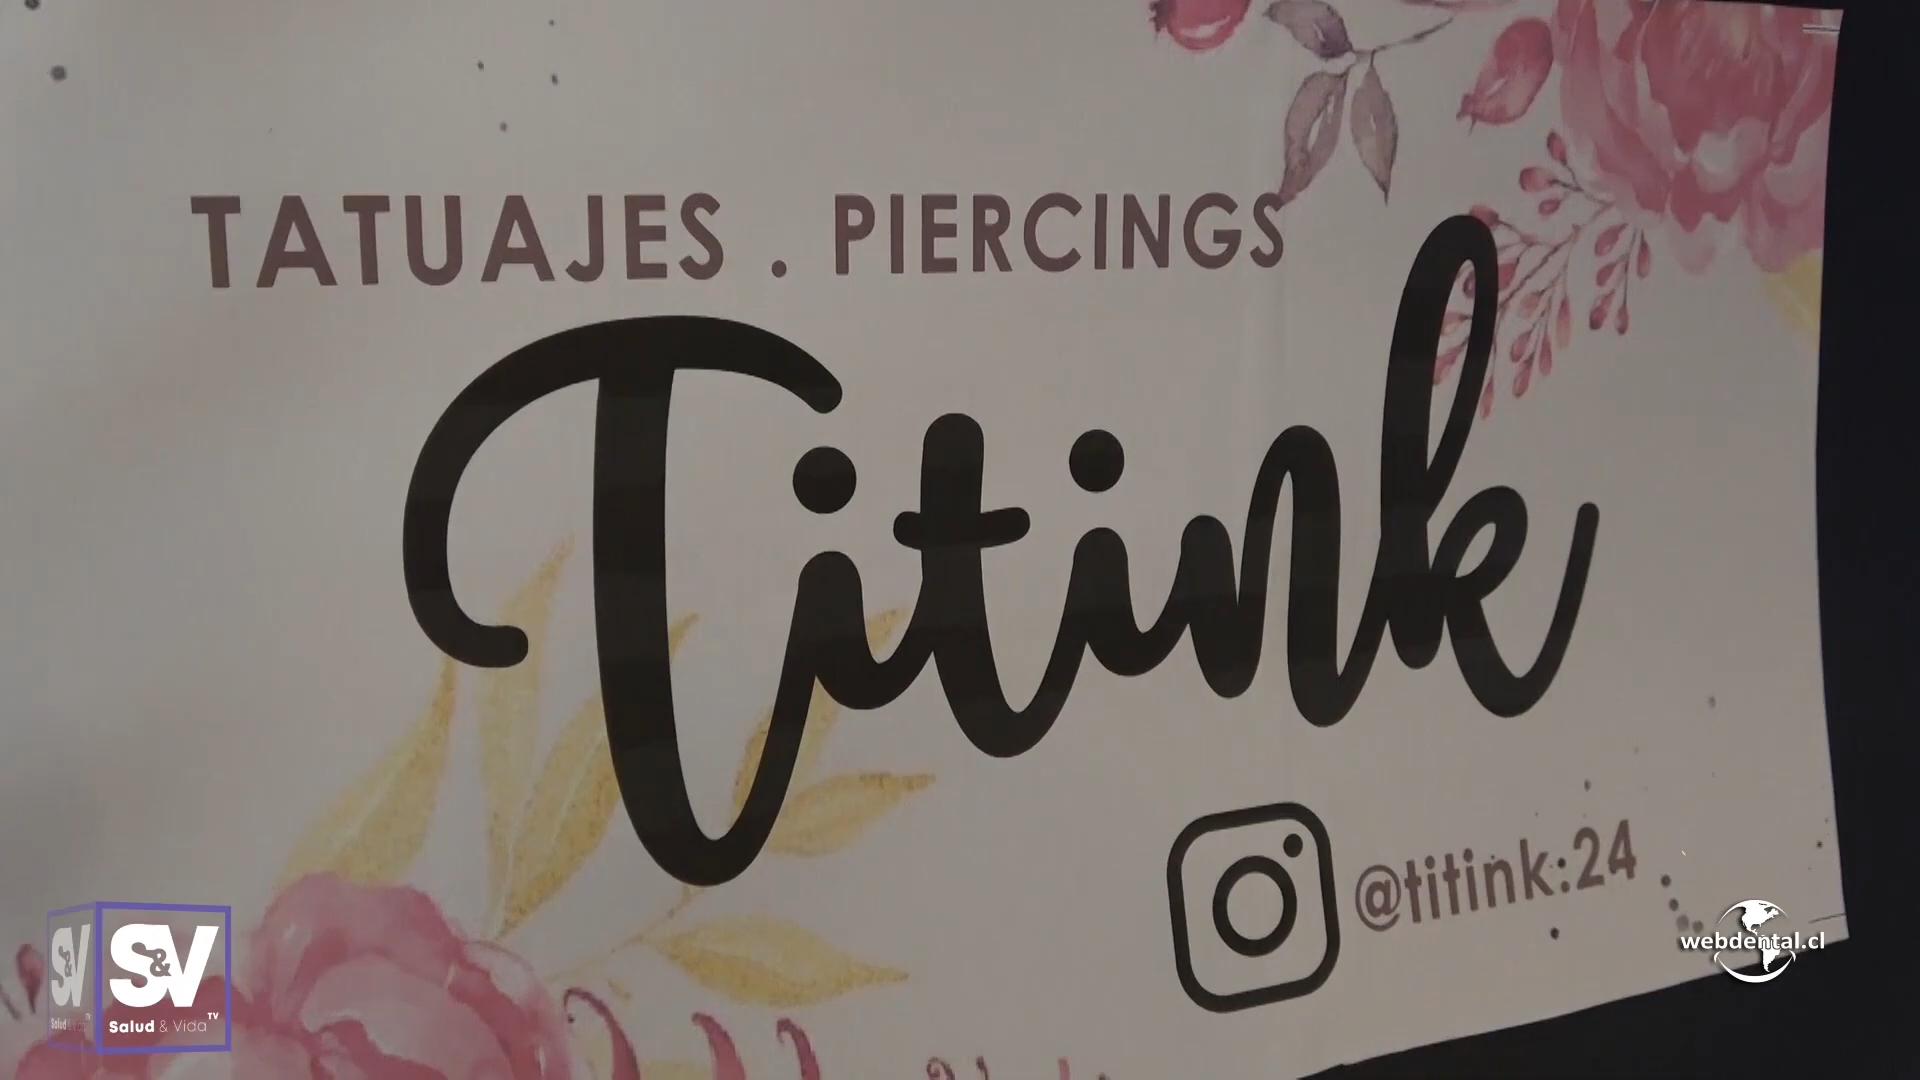 TATUAJES . PIERCINGS
Titink
@titink:24
S&V
Salud & Vida TV
S&V
webdental.cl